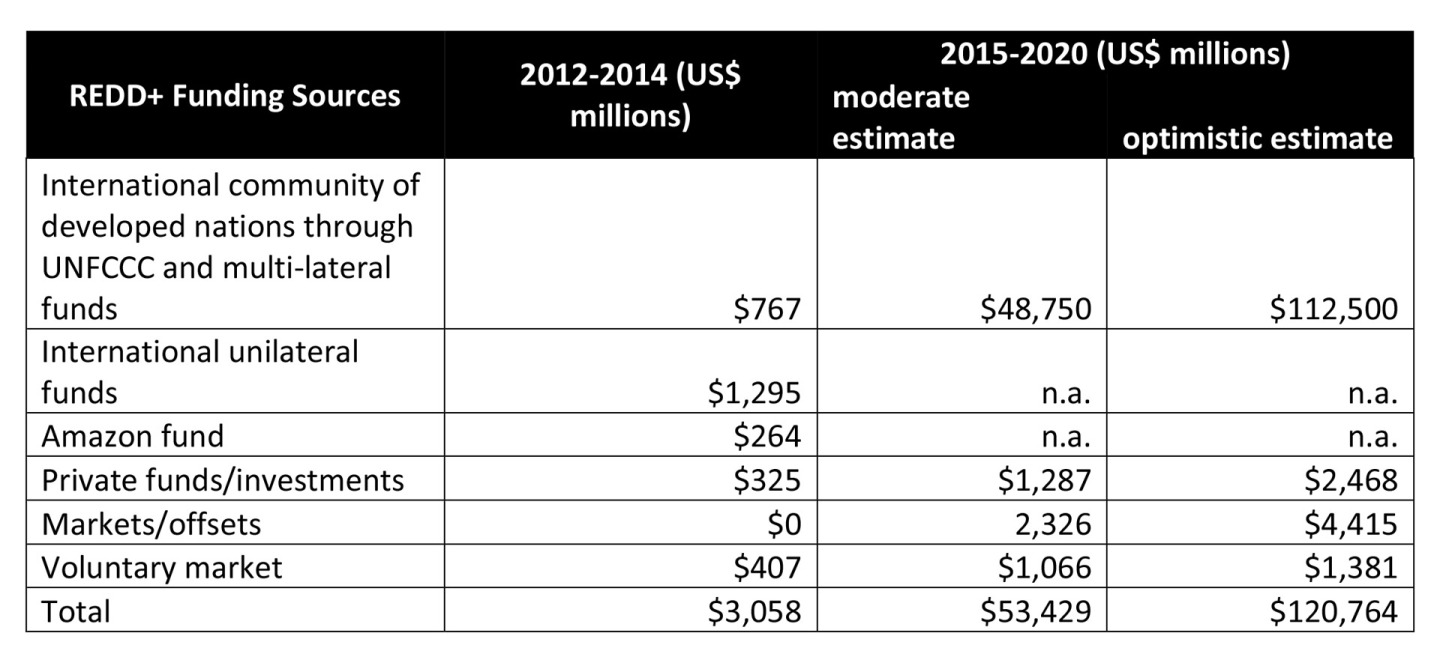 REDD+ Funding Sources
2012-2014 (US$
millions)
2015-2020 (US$ millions)
moderate
estimate
optimistic estimate
International community of
developed nations through
UNFCCC and multi-lateral
funds $767 $48,750 $112,500
International unilateral
funds $1,295 n.a. n.a.
Amazon fund $264 n.a. n.a.
Private funds/investments $325 $1,287 $2,468
Markets/offsets $0 2,326 $4,415
Voluntary market $407 $1,066 $1,381
Total $3,058 $53,429 $120,764